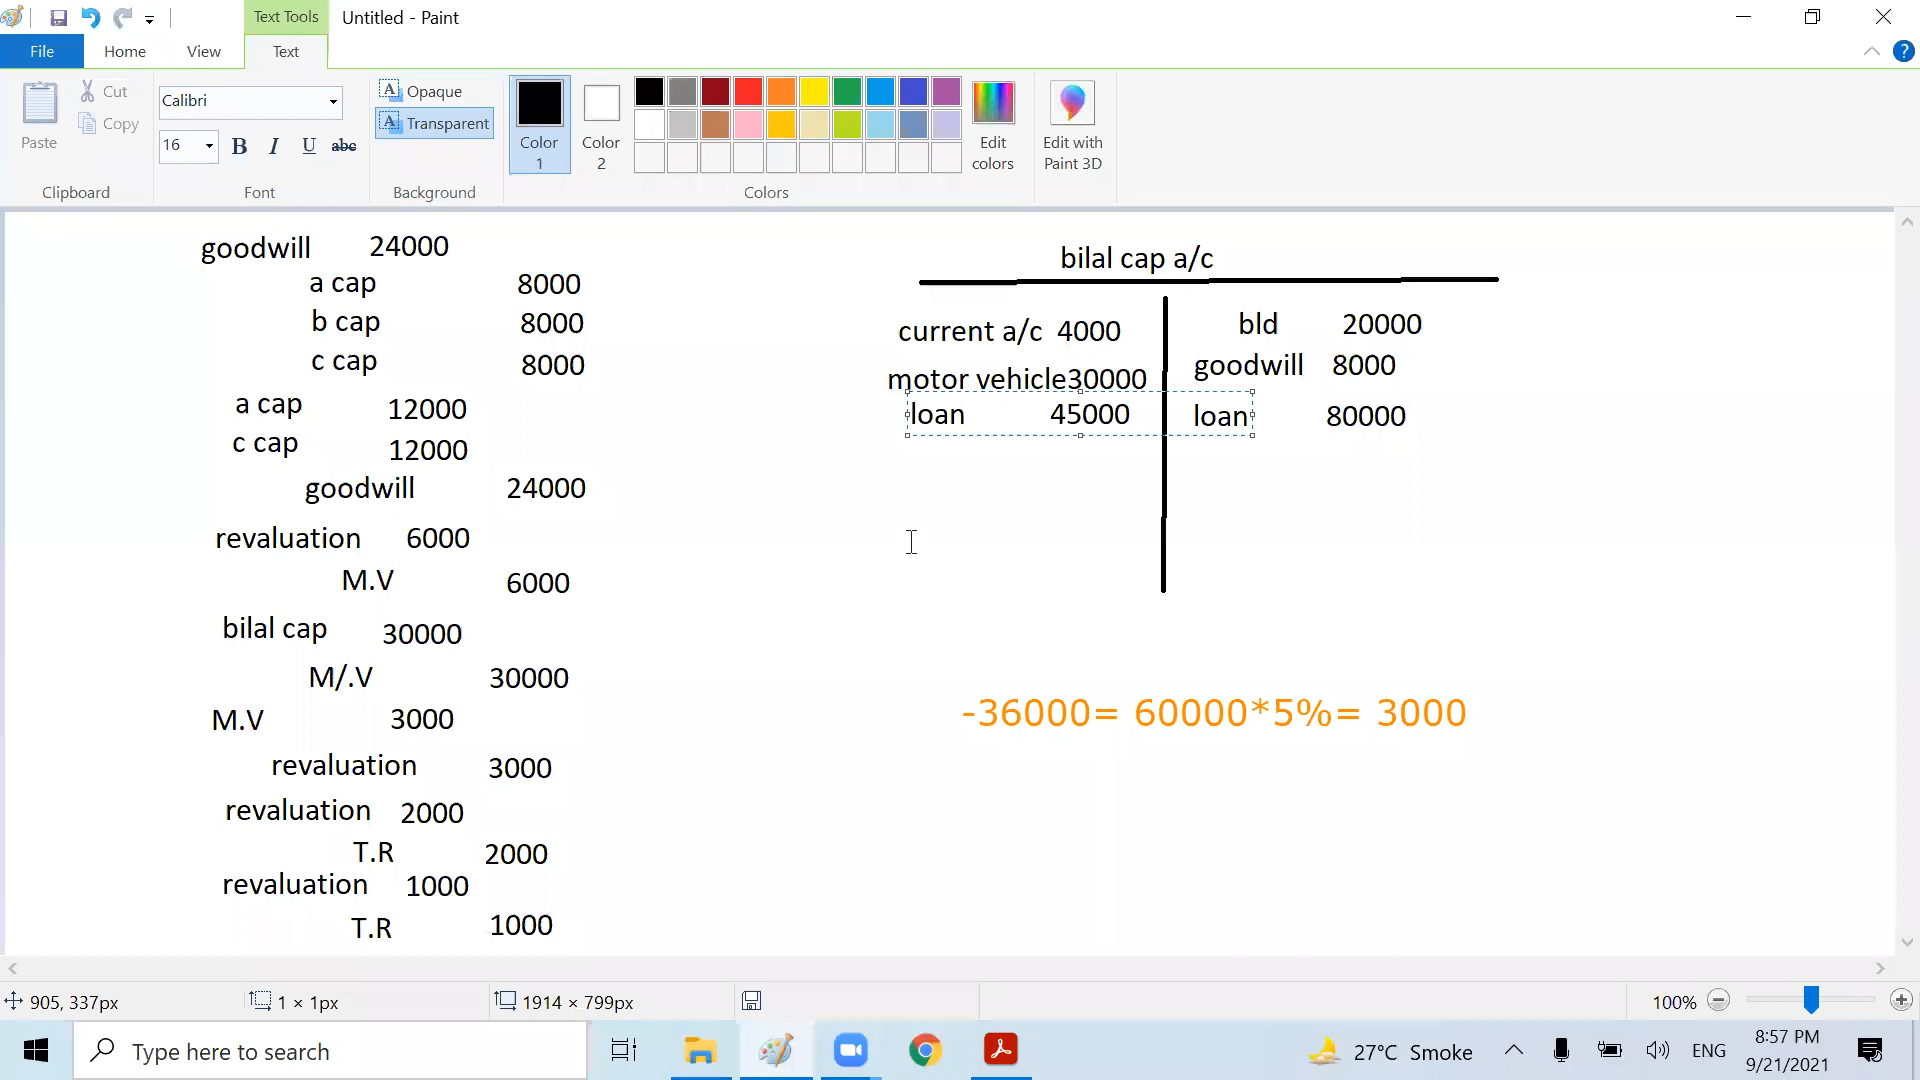 Text Tools
Untitled - Paint
File
Home
View
Text
Paste
Cut
Copy
Clipboard
Calibri
16
B I U abc
Font
A Opaque
A Transparent
Background
Color 1
Color 2
Edit colors
Edit with Paint 3D
Colors
goodwill 24000
a cap 8000
b cap 8000
c cap 8000
a cap 12000
c cap 12000
goodwill 24000
revaluation 6000
M.V 6000
bilal cap 30000
M/.V 30000
M.V 3000
revaluation 3000
revaluation 2000
T.R 2000
revaluation 1000
T.R 1000
bilal cap a/c
current a/c 4000
motor vehicle30000
loan 45000
bld 20000
goodwill 8000
loan 80000
-36000= 60000*5%= 3000
905, 337px
1 × 1px
1914 × 799px
100%
Type here to search
27°C Smoke
ENG
8:57 PM
9/21/2021